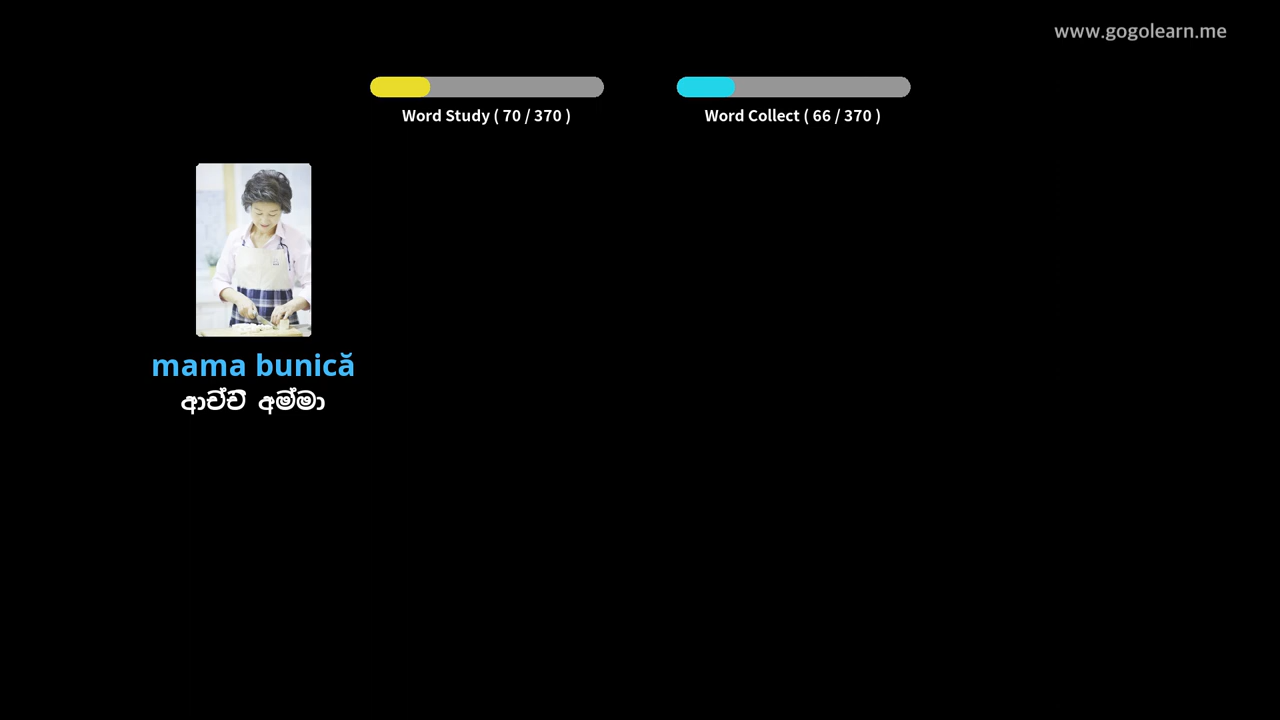 www.gogolearn.me
Word Study ( 70 / 370 )
Word Collect ( 66 / 370 )
mama bunică
ආච්චි අම්මා